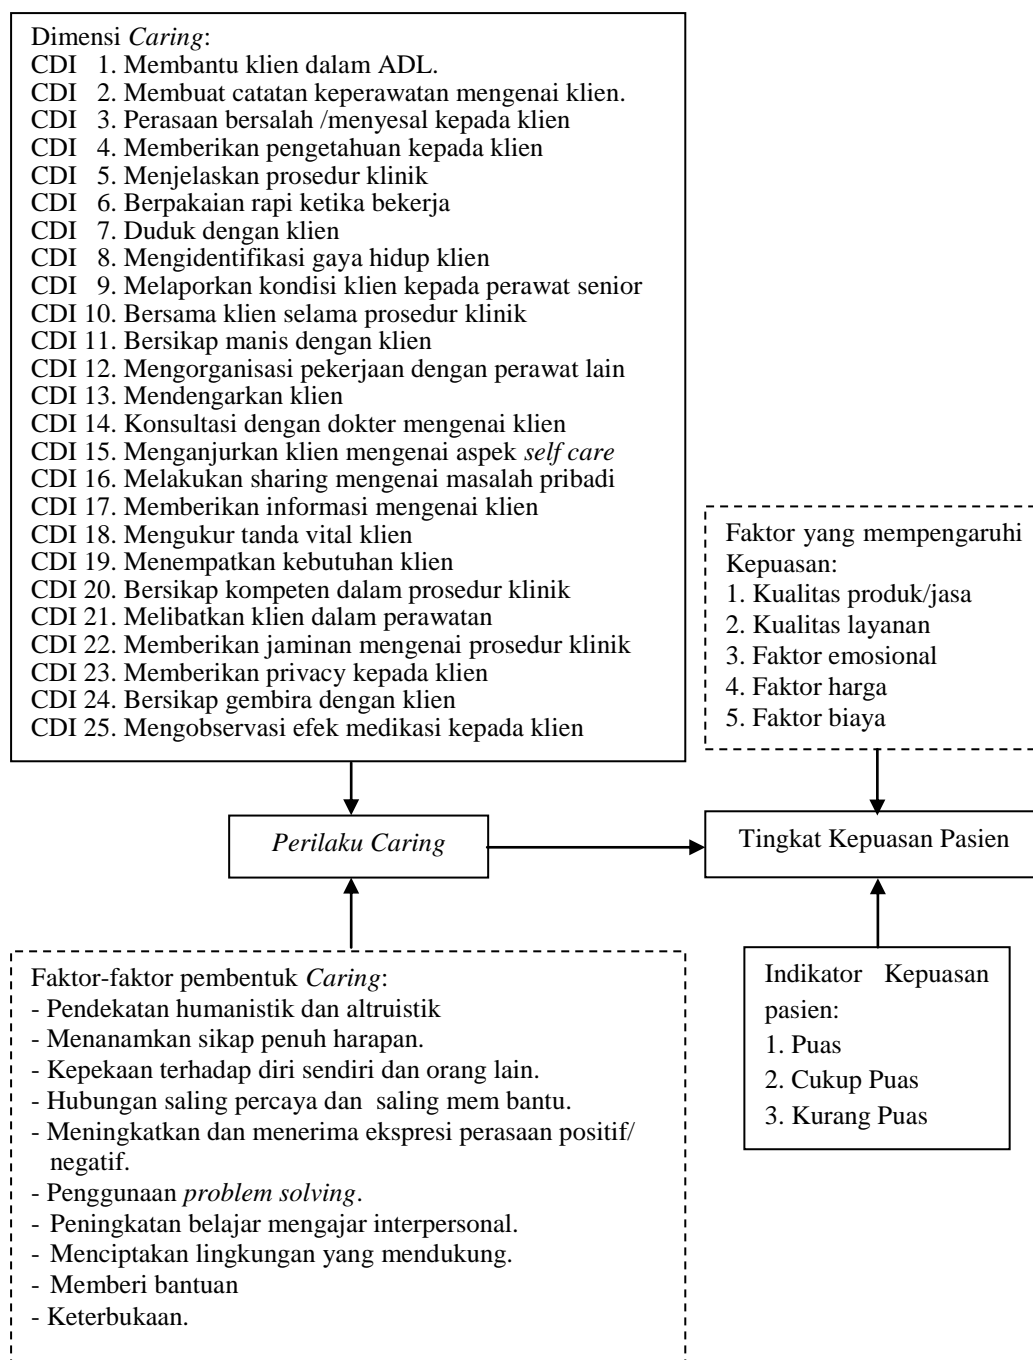 Dimensi Caring:
CDI 1. Membantu klien dalam ADL.
CDI 2. Membuat catatan keperawatan mengenai klien.
CDI 3. Perasaan bersalah /menyesal kepada klien
CDI 4. Memberikan pengetahuan kepada klien
CDI 5. Menjelaskan prosedur klinik
CDI 6. Berpakaian rapi ketika bekerja
CDI 7. Duduk dengan klien
CDI 8. Mengidentifikasi gaya hidup klien
CDI 9. Melaporkan kondisi klien kepada perawat senior
CDI 10. Bersama klien selama prosedur klinik
CDI 11. Bersikap manis dengan klien
CDI 12. Mengorganisasi pekerjaan dengan perawat lain
CDI 13. Mendengarkan klien
CDI 14. Konsultasi dengan dokter mengenai klien
CDI 15. Menganjurkan klien mengenai aspek self care
CDI 16. Melakukan sharing mengenai masalah pribadi
CDI 17. Memberikan informasi mengenai klien
CDI 18. Mengukur tanda vital klien
CDI 19. Menempatkan kebutuhan klien
CDI 20. Bersikap kompeten dalam prosedur klinik
CDI 21. Melibatkan klien dalam perawatan
CDI 22. Memberikan jaminan mengenai prosedur klinik
CDI 23. Memberikan privacy kepada klien
CDI 24. Bersikap gembira dengan klien
CDI 25. Mengobservasi efek medikasi kepada klien
Faktor yang mempengaruhi
Kepuasan:
1. Kualitas produk/jasa
2. Kualitas layanan
3. Faktor emosional
4. Faktor harga
5. Faktor biaya
Perilaku Caring
Tingkat Kepuasan Pasien
Faktor-faktor pembentuk Caring:
- Pendekatan humanistik dan altruistik
- Menanamkan sikap penuh harapan.
- Kepekaan terhadap diri sendiri dan orang lain.
- Hubungan saling percaya dan saling mem bantu.
- Meningkatkan dan menerima ekspresi perasaan positif/
negatif.
- Penggunaan problem solving.
- Peningkatan belajar mengajar interpersonal.
- Menciptakan lingkungan yang mendukung.
- Memberi bantuan
- Keterbukaan.
Indikator Kepuasan
pasien:
1. Puas
2. Cukup Puas
3. Kurang Puas